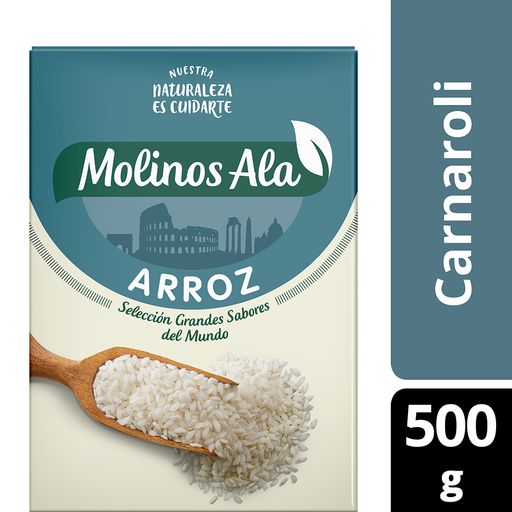 NUESTRA
NATURALEZA
ES CUIDARTE
Molinos Ala
ARROZ
Selección Grandes Sabores
del Mundo
Carnaroli
500
g